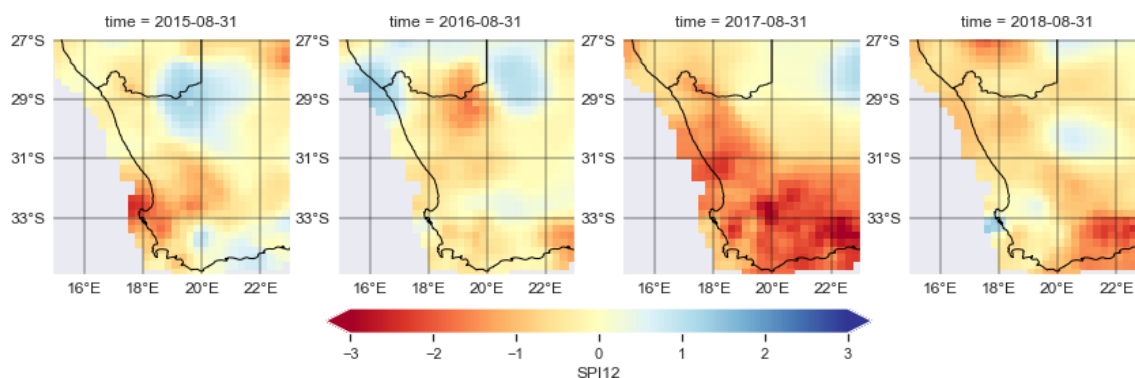 time = 2015-08-31 time = 2016-08-31 time = 2017-08-31 time = 2018-08-31
27°S 27°S 27°S 27°S
29°S 29°S 29°S 29°S
31°S 31°S 31°S 31°S
33°S 33°S 33°S 33°S
16°E 18°E 20°E 22°E 16°E 18°E 20°E 22°E 16°E 18°E 20°E 22°E 16°E 18°E 20°E 22°E
−3 −2 −1 0 1 2 3
SPI12